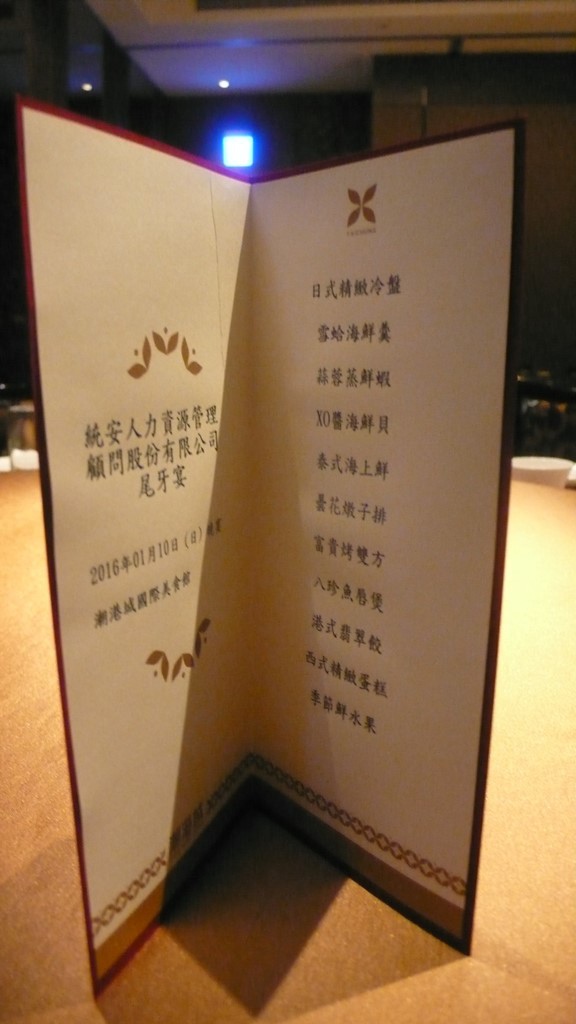 統安人力資源管理
顧問股份有限公司
尾牙宴
2016年01月10日（日）晚宴
潮港城國際美食館
日式精緻冷盤
雪蛤海鮮羹
蒜蓉蒸鮮蝦
XO醬海鮮貝
泰式海上鮮
曇花燉子排
富貴烤雙方
八珍魚唇煲
港式翡翠餃
西式精緻蛋糕
季節鮮水果